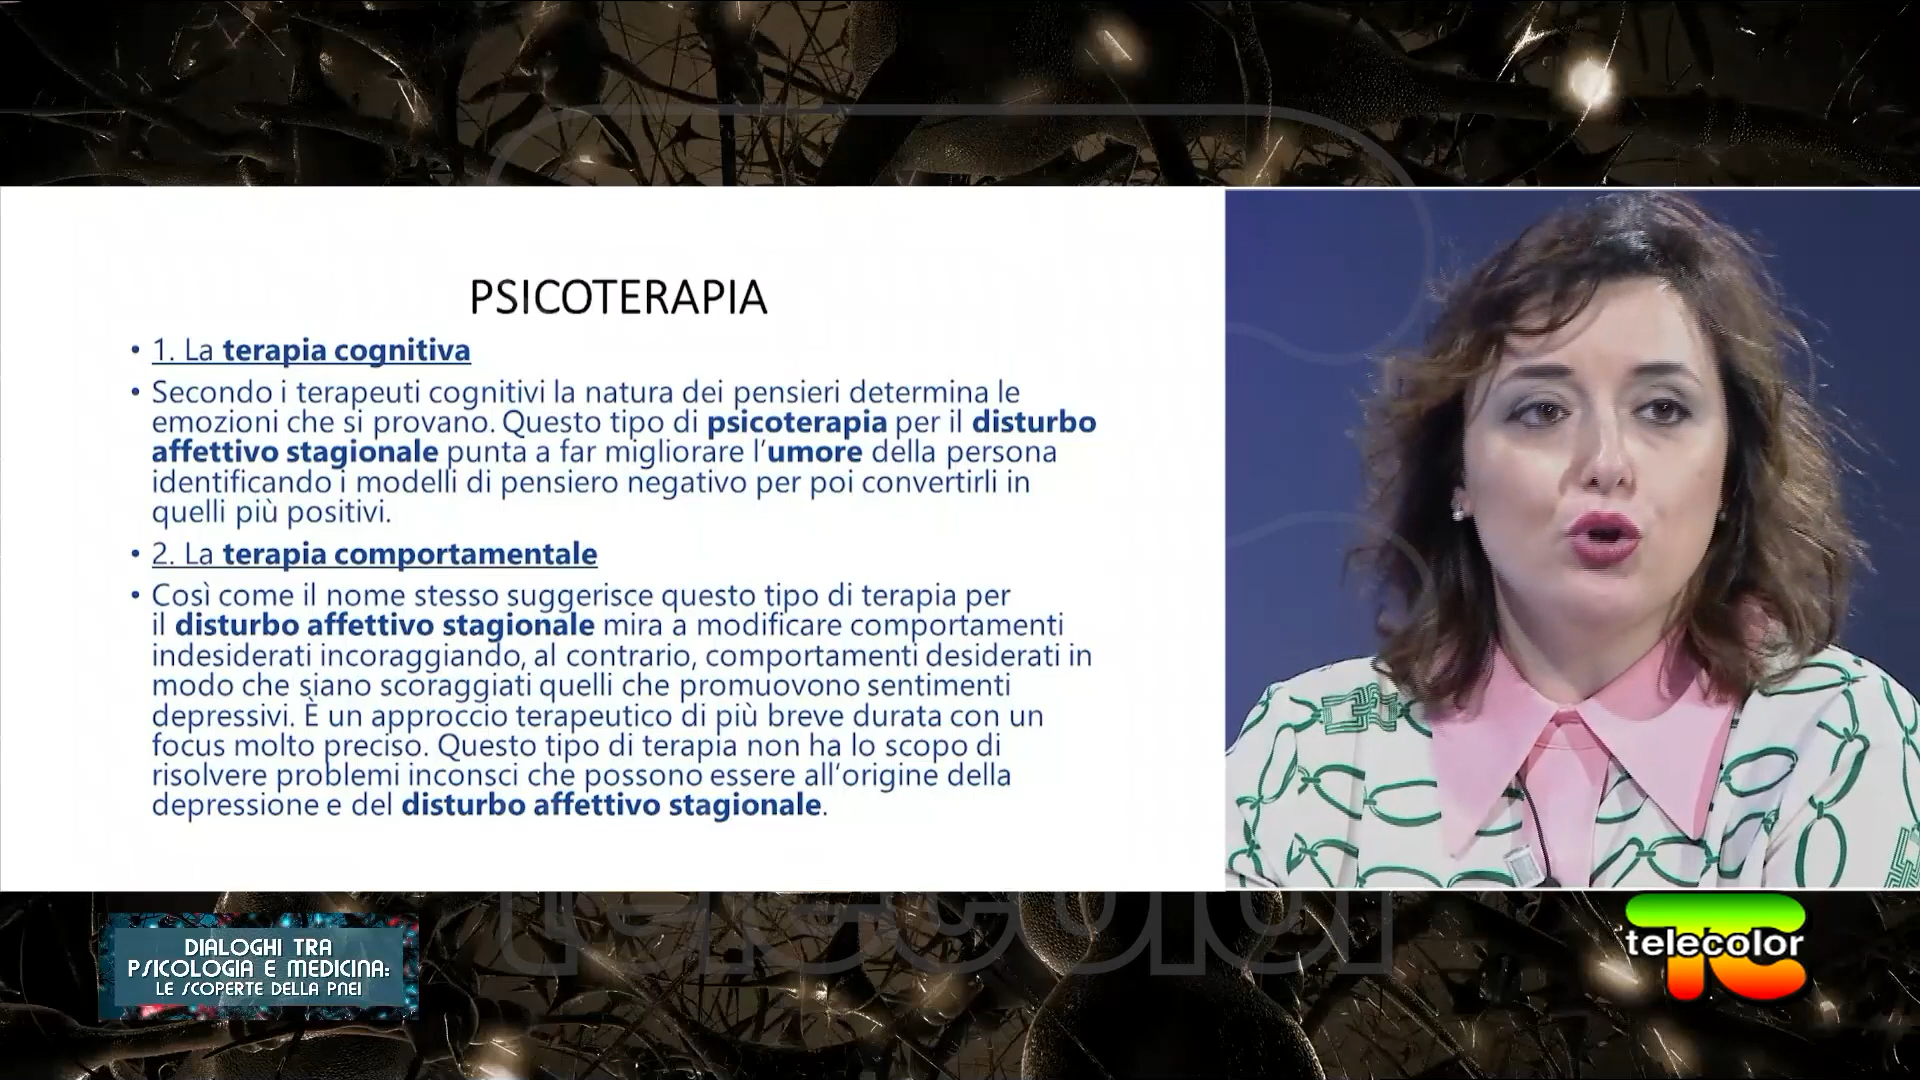 PSICOTERAPIA
• 1. La terapia cognitiva
• Secondo i terapeuti cognitivi la natura dei pensieri determina le
emozioni che si provano. Questo tipo di psicoterapia per il disturbo
affettivo stagionale punta a far migliorare l'umore della persona
identificando i modelli di pensiero negativo per poi convertirli in
quelli più positivi.
• 2. La terapia comportamentale
• Così come il nome stesso suggerisce questo tipo di terapia per
il disturbo affettivo stagionale mira a modificare comportamenti
indesiderati incoraggiando, al contrario, comportamenti desiderati in
modo che siano scoraggiati quelli che promuovono sentimenti
depressivi. È un approccio terapeutico di più breve durata con un
focus molto preciso. Questo tipo di terapia non ha lo scopo di
risolvere problemi inconsci che possono essere all'origine della
depressione e del disturbo affettivo stagionale.
DIALOGHI TRA
PSICOLOGIA E MEDICINA:
LE SCOPERTE DELLA PNEI
telecolor
telecolor